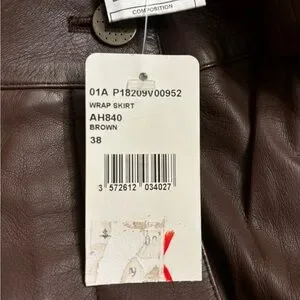 COMPOSITION
01A P18209V00952
WRAP SKIRT
AH840
BROWN
38
3 572612 034027